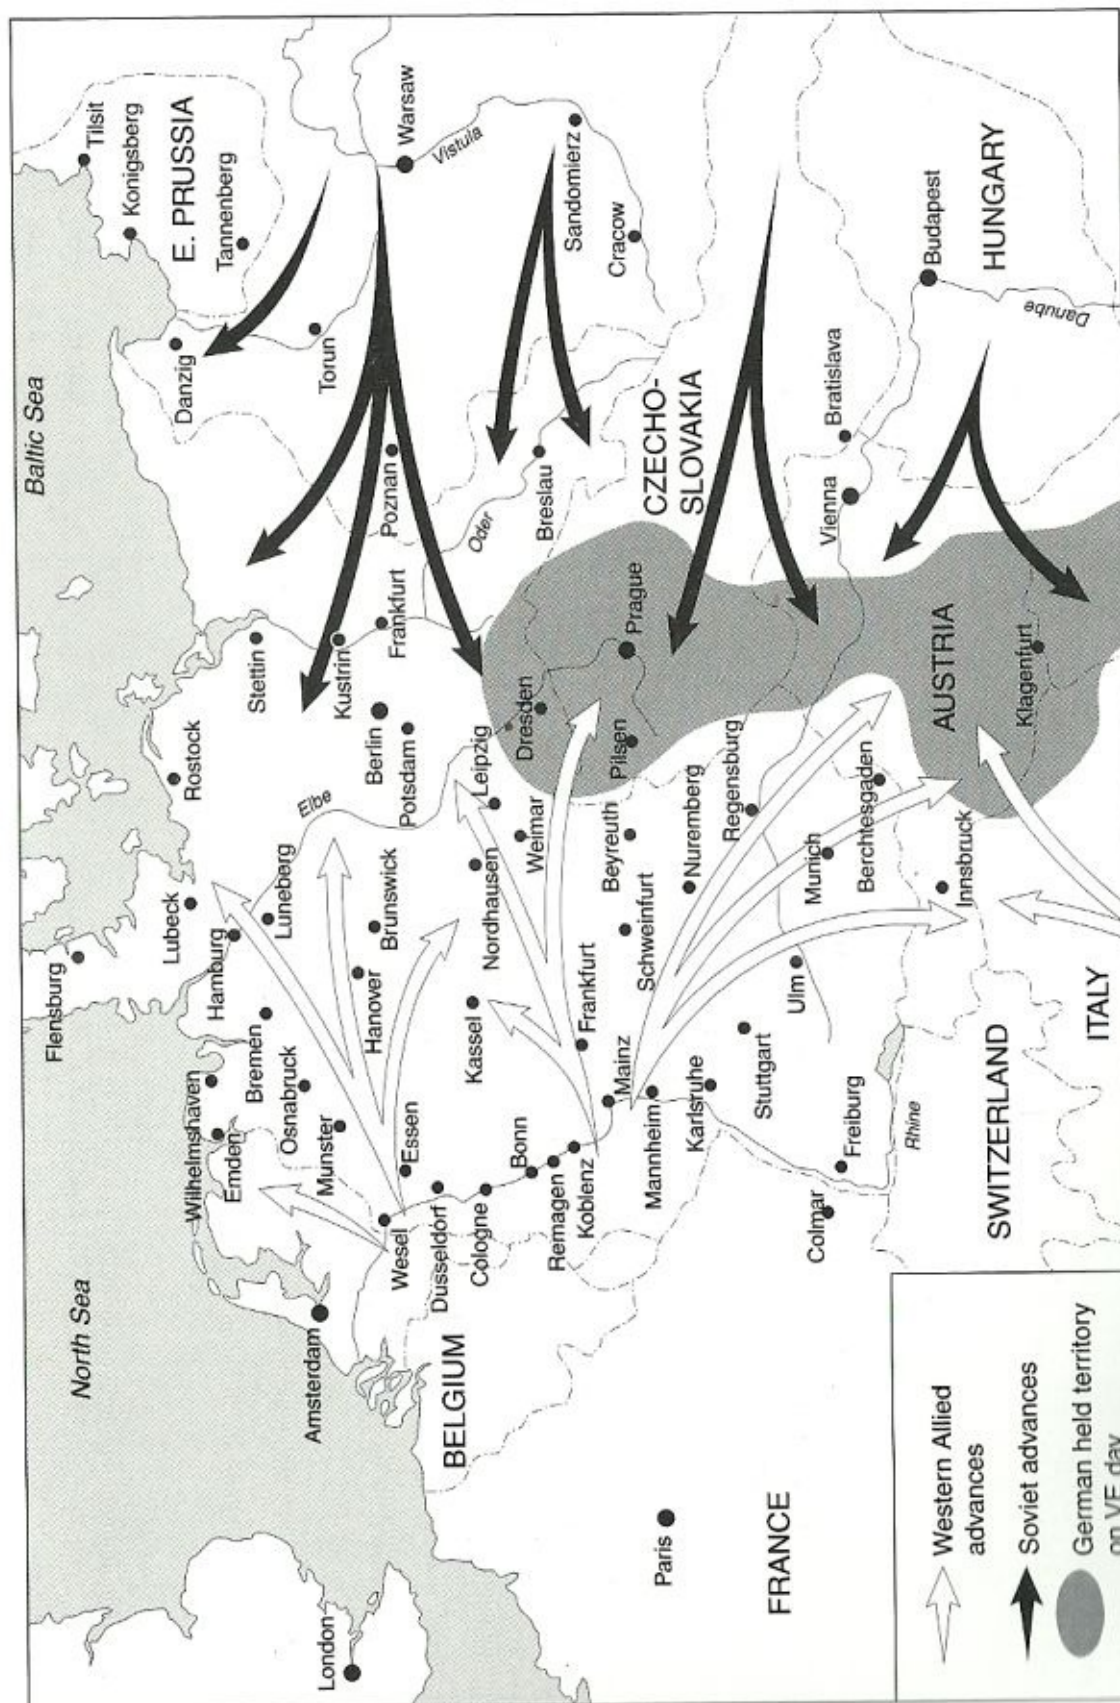 Baltic Sea
North Sea
Flensburg
Tilsit
Konigsberg
E. PRUSSIA
Tannenberg
Danzig
Lubeck
Rostock
Wilhelmshaven
Emden
Hamburg
Bremen
Luneberg
Stettin
Osnabruck
Elbe
Torun
Amsterdam
London
Munster
Hanover
Kustrin
Brunswick
Berlin
Frankfurt
Poznan
Warsaw
Wesel
Essen
Potsdam
Vistula
Dusseldorf
BELGIUM
Kassel
Cologne
Nordhausen
Leipzig
Oder
Bonn
Weimar
Dresden
Breslau
Remagen
Koblenz
Frankfurt
Sandomierz
Mainz
Beyreuth
Pilsen
Prague
Cracow
Schweinfurt
CZECHO-
SLOVAKIA
Paris
Mannheim
Nuremberg
Karlsruhe
Regensburg
Stuttgart
FRANCE
Ulm
Munich
Vienna
Bratislava
Colmar
Freiburg
Berchtesgaden
Rhine
Budapest
Innsbruck
AUSTRIA
HUNGARY
SWITZERLAND
Klagenfurt
Danube
ITALY
Western Allied
advances
Soviet advances
German held territory
on VE day